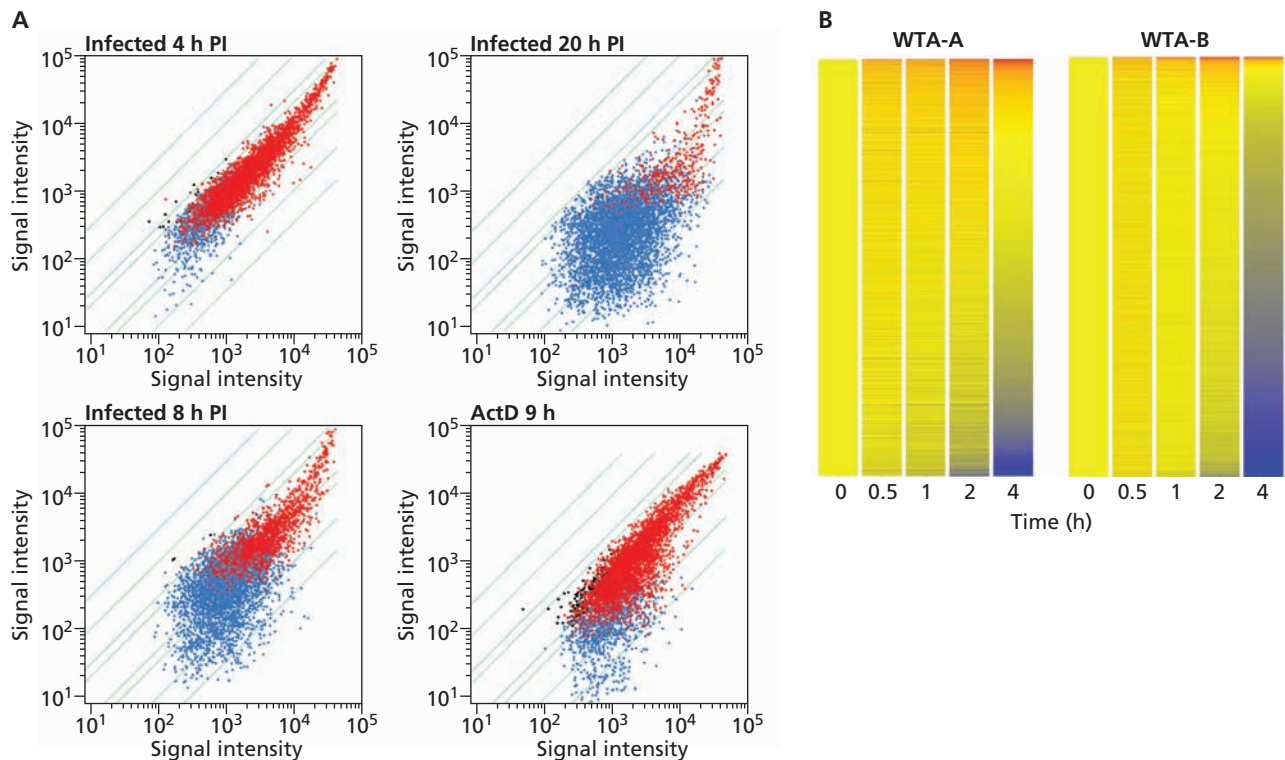 A
Infected 4 h PI
10⁵
10⁴
10³
10²
10¹
Signal intensity
10¹ 10² 10³ 10⁴ 10⁵
Signal intensity
Infected 20 h PI
10⁵
10⁴
10³
10²
10¹
Signal intensity
10¹ 10² 10³ 10⁴ 10⁵
Signal intensity
Infected 8 h PI
10⁵
10⁴
10³
10²
10¹
Signal intensity
10¹ 10² 10³ 10⁴ 10⁵
Signal intensity
ActD 9 h
10⁵
10⁴
10³
10²
10¹
Signal intensity
10¹ 10² 10³ 10⁴ 10⁵
Signal intensity
B
WTA-A
WTA-B
0 0.5 1 2 4
0 0.5 1 2 4
Time (h)